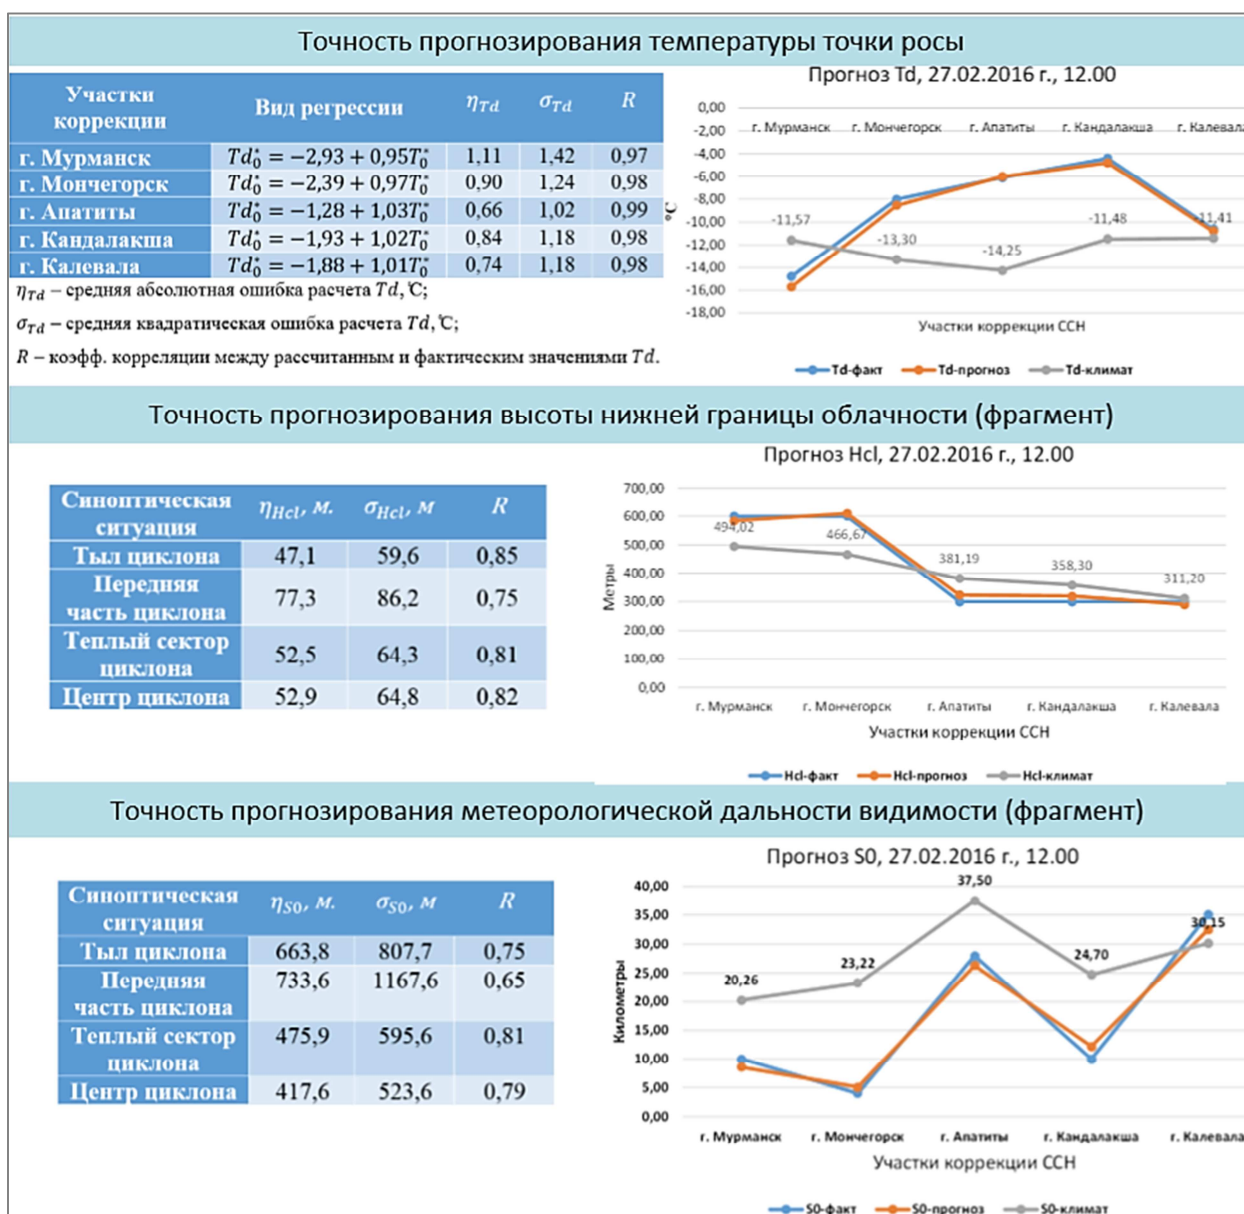 Точность прогнозирования температуры точки росы
Участки коррекции Вид регрессии η_Td σ_Td R
г. Мурманск Td₀* = −2,93 + 0,95T₀* 1,11 1,42 0,97
г. Мончегорск Td₀* = −2,39 + 0,97T₀* 0,90 1,24 0,98
г. Апатиты Td₀* = −1,28 + 1,03T₀* 0,66 1,02 0,99
г. Кандалакша Td₀* = −1,93 + 1,02T₀* 0,84 1,18 0,98
г. Калевала Td₀* = −1,88 + 1,01T₀* 0,74 1,18 0,98
η_Td – средняя абсолютная ошибка расчета Td, ℃;
σ_Td – средняя квадратическая ошибка расчета Td, ℃;
R – коэфф. корреляции между рассчитанным и фактическим значениями Td.
Прогноз Td, 27.02.2016 г., 12.00
0,00
-2,00
-4,00
-6,00
-8,00
-10,00
-12,00
-14,00
-16,00
-18,00
°C
г. Мурманск г. Мончегорск г. Апатиты г. Кандалакша г. Калевала
-11,57 -13,30 -14,25 -11,48 -11,41
Участки коррекции ССН
Td-факт Td-прогноз Td-климат
Точность прогнозирования высоты нижней границы облачности (фрагмент)
Синоптическая ситуация η_Hcl, м. σ_Hcl, м R
Тыл циклона 47,1 59,6 0,85
Передняя часть циклона 77,3 86,2 0,75
Теплый сектор циклона 52,5 64,3 0,81
Центр циклона 52,9 64,8 0,82
Прогноз Hcl, 27.02.2016 г., 12.00
700,00
600,00
500,00
400,00
300,00
200,00
100,00
0,00
Метры
494,02 466,67 381,19 358,30 311,20
г. Мурманск г. Мончегорск г. Апатиты г. Кандалакша г. Калевала
Участки коррекции ССН
Hcl-факт Hcl-прогноз Hcl-климат
Точность прогнозирования метеорологической дальности видимости (фрагмент)
Синоптическая ситуация η_S0, м. σ_S0, м R
Тыл циклона 663,8 807,7 0,75
Передняя часть циклона 733,6 1167,6 0,65
Теплый сектор циклона 475,9 595,6 0,81
Центр циклона 417,6 523,6 0,79
Прогноз S0, 27.02.2016 г., 12.00
40,00
35,00
30,00
25,00
20,00
15,00
10,00
5,00
0,00
Километры
20,26 23,22 37,50 24,70 30,15
г. Мурманск г. Мончегорск г. Апатиты г. Кандалакша г. Калевала
Участки коррекции ССН
S0-факт S0-прогноз S0-климат